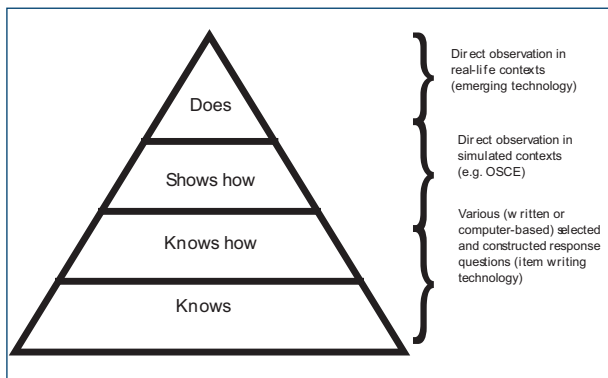 Does
Shows how
Knows how
Knows
Direct observation in
real-life contexts
(emerging technology)
Direct observation in
simulated contexts
(e.g. OSCE)
Various (written or
computer-based) selected
and constructed response
questions (item writing
technology)